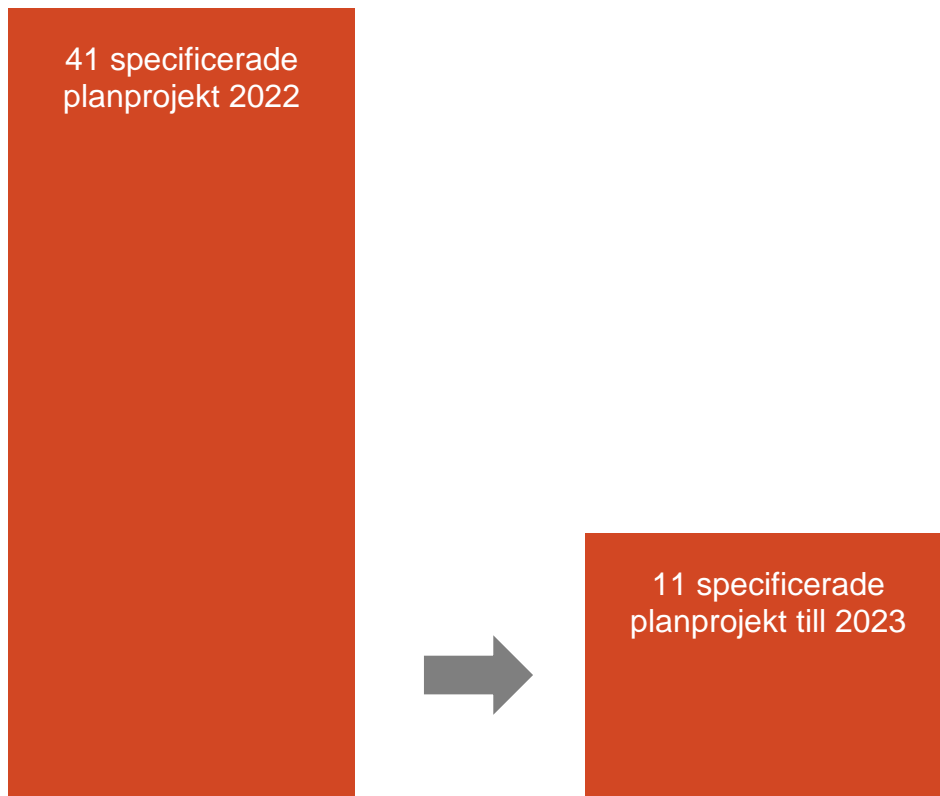 41 specificerade
planprojekt 2022
11 specificerade
planprojekt till 2023